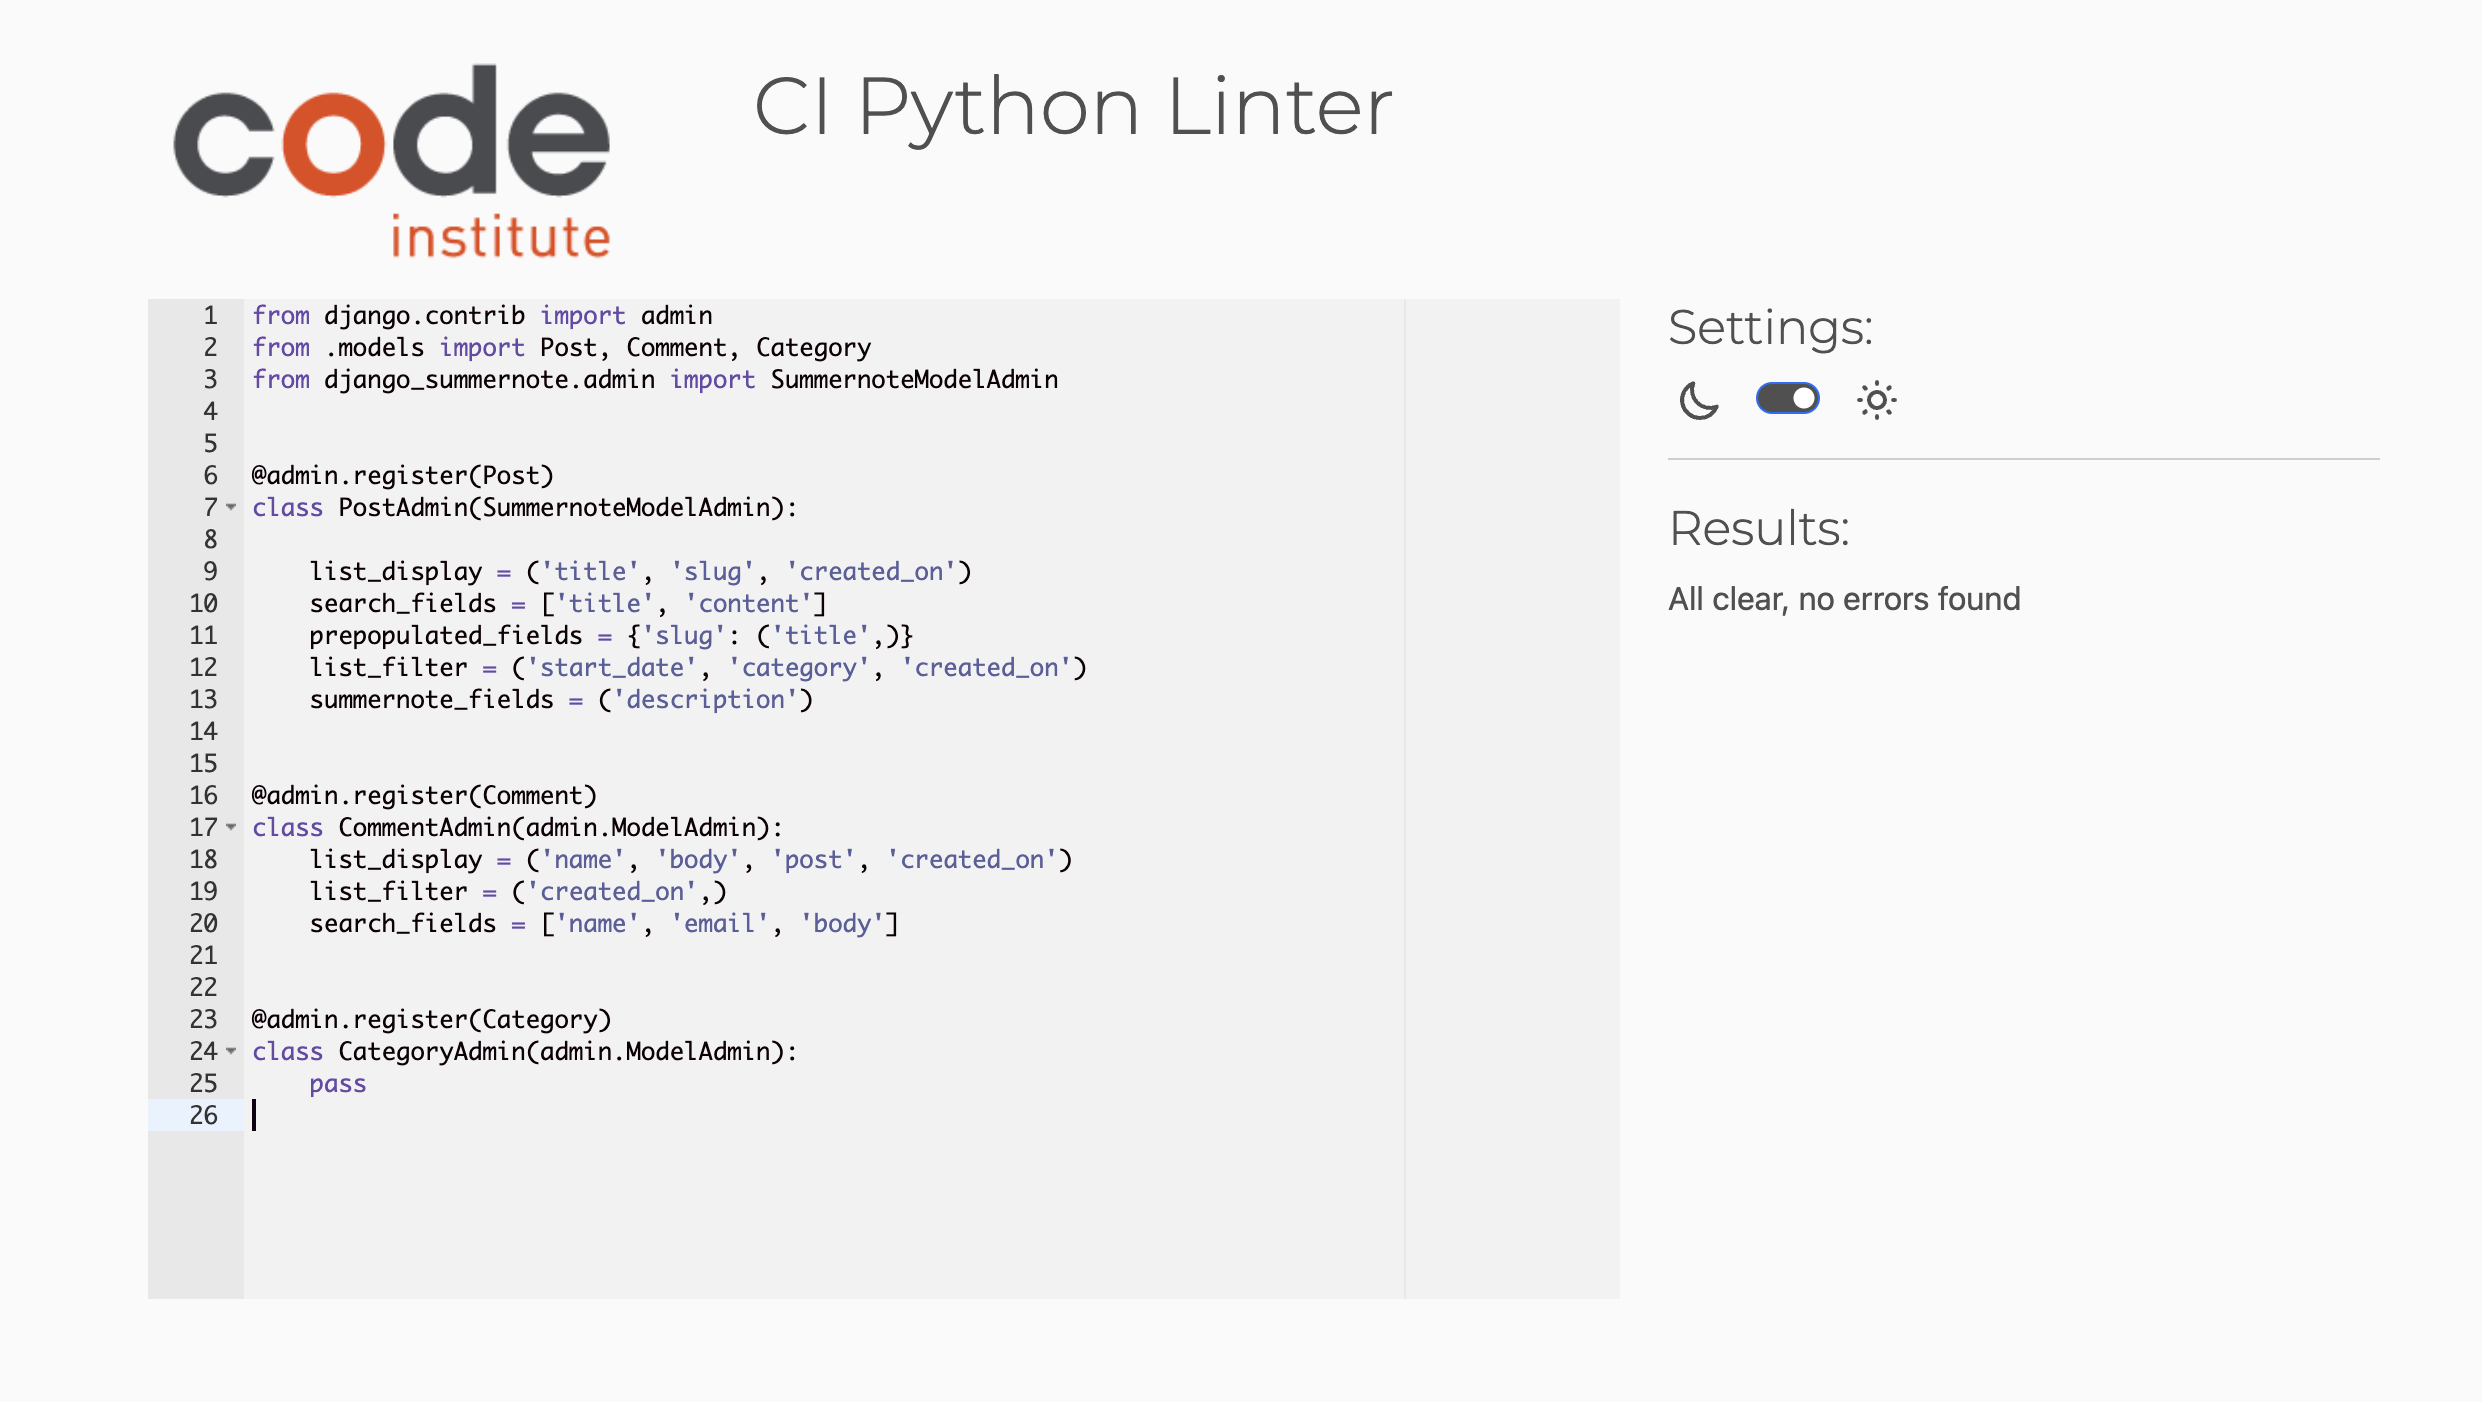 code
institute
CI Python Linter
1 from django.contrib import admin
2 from .models import Post, Comment, Category
3 from django_summernote.admin import SummernoteModelAdmin
4
5
6 @admin.register(Post)
7 class PostAdmin(SummernoteModelAdmin):
8
9     list_display = ('title', 'slug', 'created_on')
10     search_fields = ['title', 'content']
11     prepopulated_fields = {'slug': ('title',)}
12     list_filter = ('start_date', 'category', 'created_on')
13     summernote_fields = ('description')
14
15
16 @admin.register(Comment)
17 class CommentAdmin(admin.ModelAdmin):
18     list_display = ('name', 'body', 'post', 'created_on')
19     list_filter = ('created_on',)
20     search_fields = ['name', 'email', 'body']
21
22
23 @admin.register(Category)
24 class CategoryAdmin(admin.ModelAdmin):
25     pass
26
Settings:
Results:
All clear, no errors found